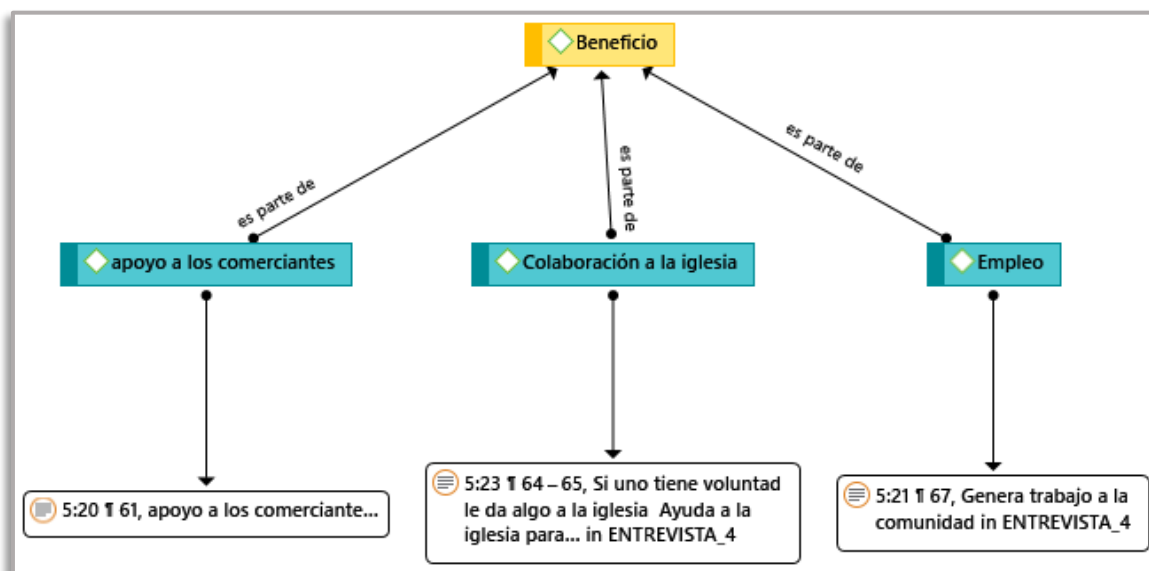 Beneficio
es parte de
es parte de
es parte de
apoyo a los comerciantes
Colaboración a la iglesia
Empleo
5:20 ¶ 61, apoyo a los comerciante...
5:23 ¶ 64 – 65, Si uno tiene voluntad
le da algo a la iglesia Ayuda a la
iglesia para... in ENTREVISTA_4
5:21 ¶ 67, Genera trabajo a la
comunidad in ENTREVISTA_4